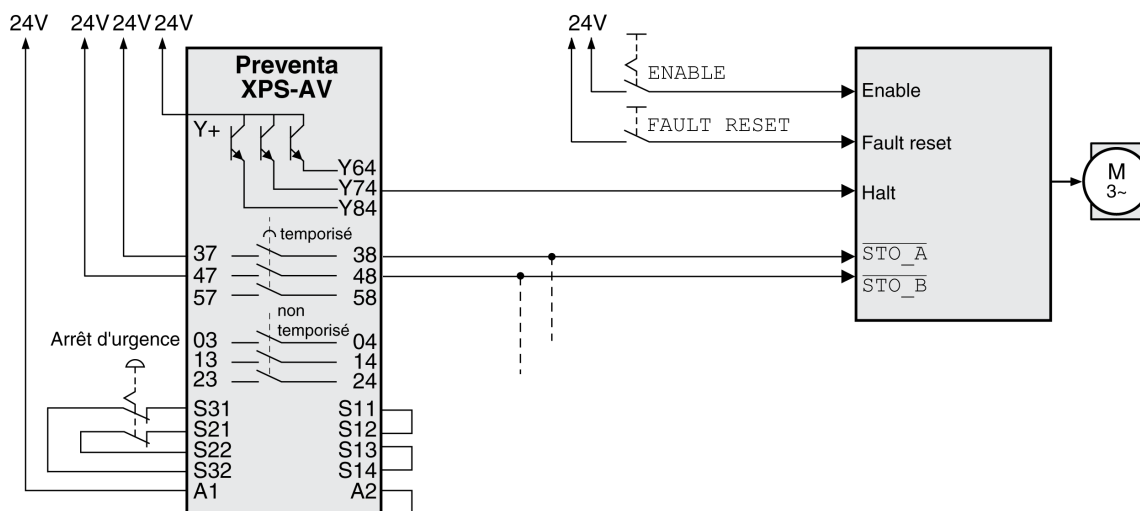 24V 24V 24V 24V 24V
Preventa
XPS-AV
Y+
Y64
Y74
Y84
temporisé
37 38
47 48
57 58
non
temporisé
Arrêt d'urgence
03 04
13 14
23 24
S31 S11
S21 S12
S22 S13
S32 S14
A1 A2
ENABLE
FAULT RESET
Enable
Fault reset
Halt
STO_A
STO_B
M
3~